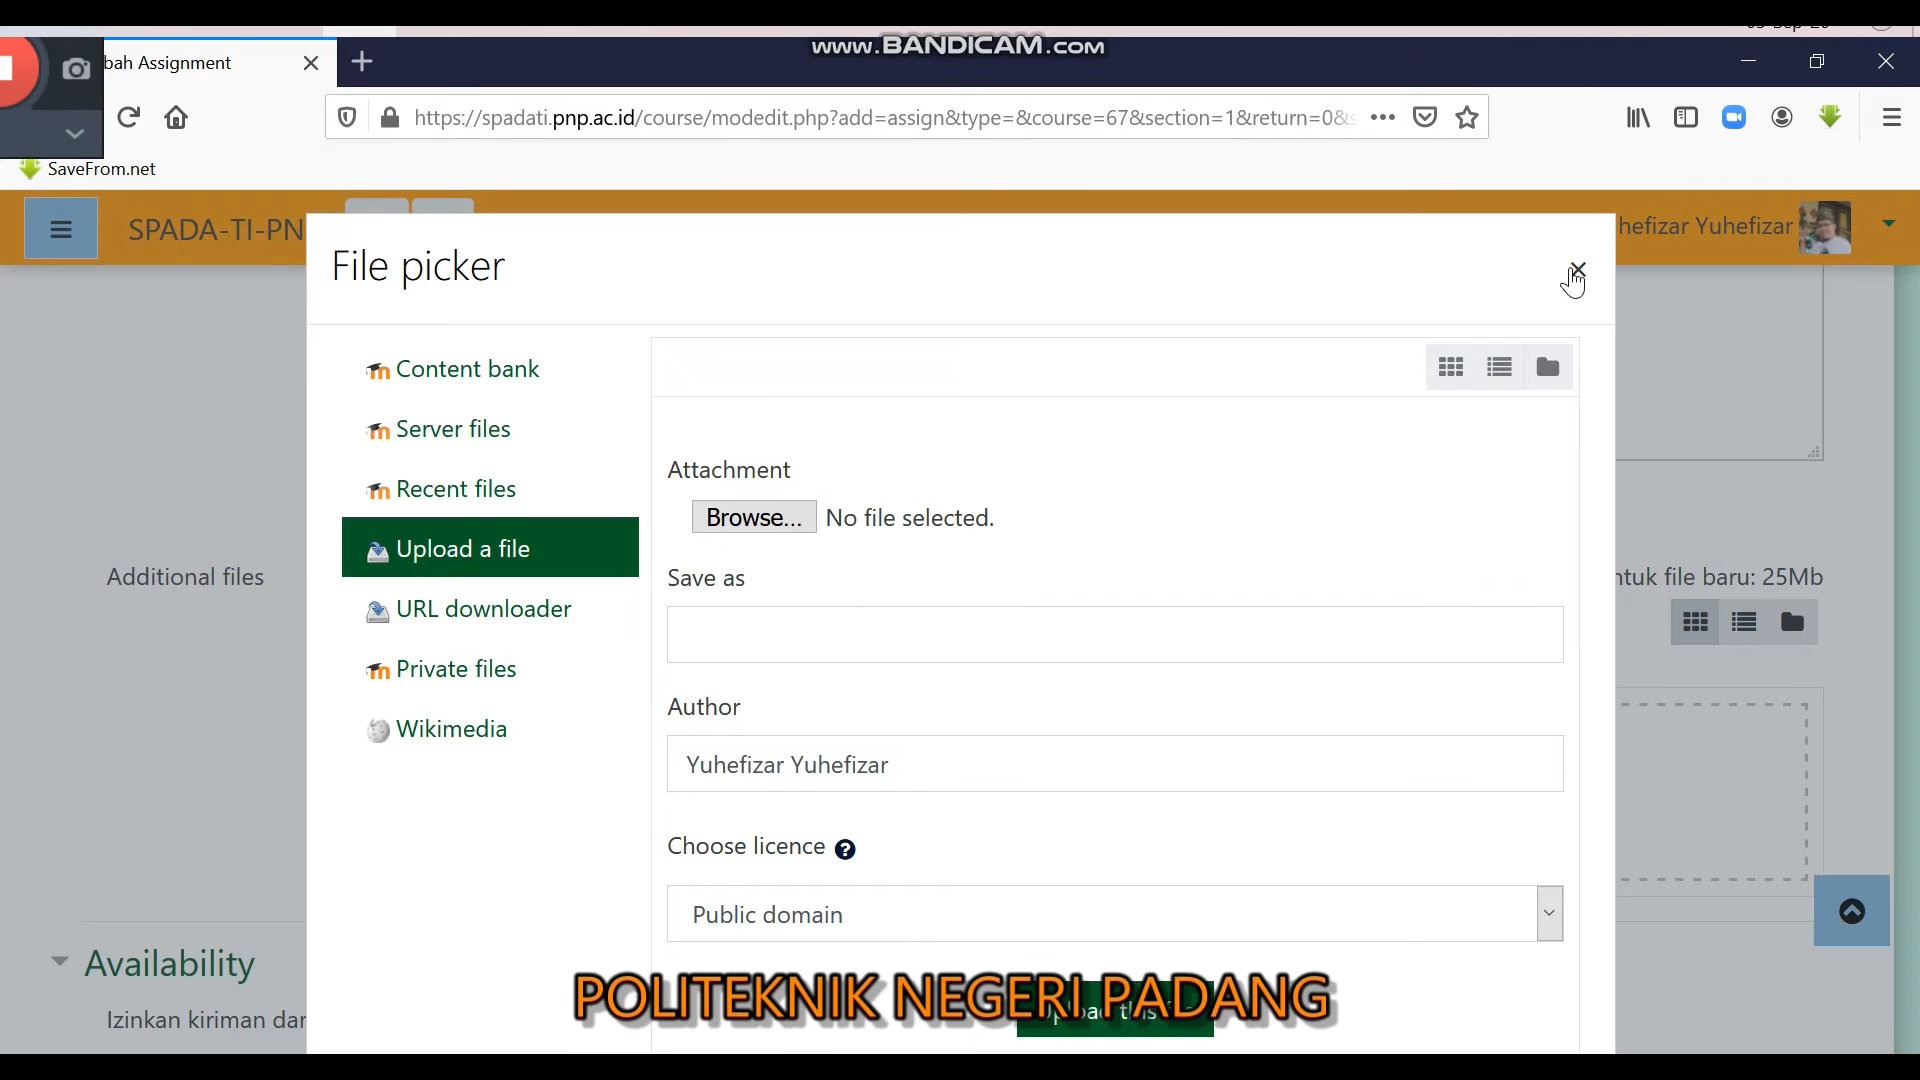 www.BANDICAM.com
bah Assignment
https://spadati.pnp.ac.id/course/modedit.php?add=assign&type=&course=67&section=1&return=0&s
SaveFrom.net
SPADA-TI-PN
hefizar Yuhefizar
File picker
Content bank
Server files
Recent files
Upload a file
URL downloader
Private files
Wikimedia
Attachment
Browse... No file selected.
Save as
Author
Yuhefizar Yuhefizar
Choose licence
Public domain
Additional files
ntuk file baru: 25Mb
Availability
Izinkan kiriman dar
POLITEKNIK NEGERI PADANG